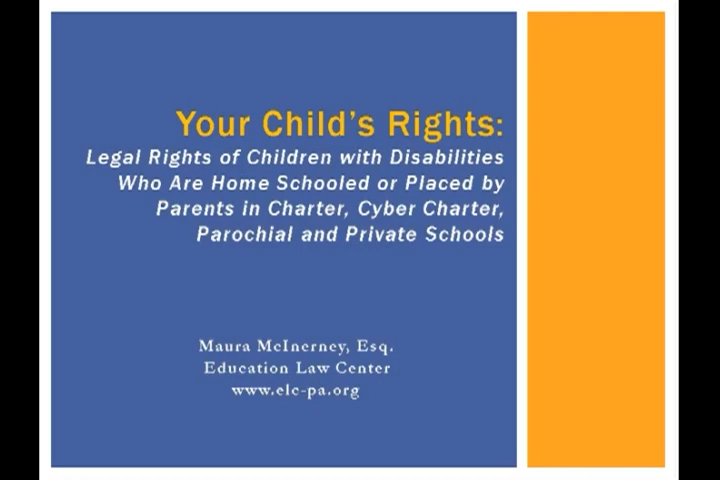 Your Child's Rights:
Legal Rights of Children with Disabilities
Who Are Home Schooled or Placed by
Parents in Charter, Cyber Charter,
Parochial and Private Schools
Maura McInerney, Esq.
Education Law Center
www.elc-pa.org